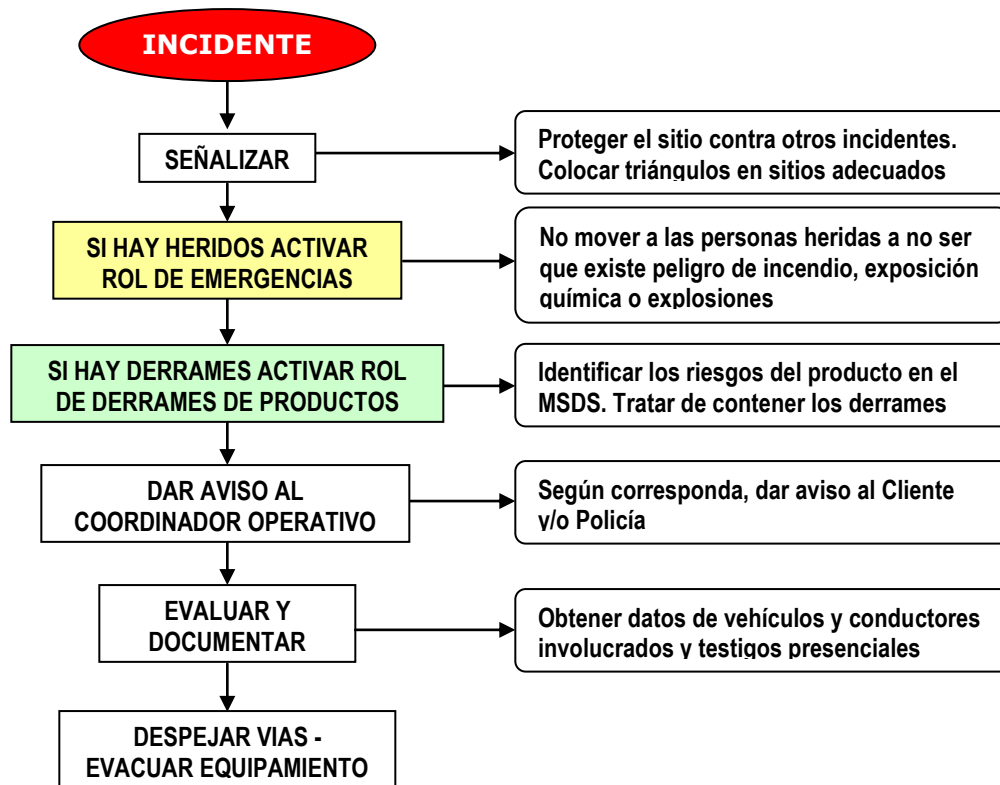 INCIDENTE
SEÑALIZAR
Proteger el sitio contra otros incidentes.
Colocar triángulos en sitios adecuados
SI HAY HERIDOS ACTIVAR
ROL DE EMERGENCIAS
No mover a las personas heridas a no ser
que existe peligro de incendio, exposición
química o explosiones
SI HAY DERRAMES ACTIVAR ROL
DE DERRAMES DE PRODUCTOS
Identificar los riesgos del producto en el
MSDS. Tratar de contener los derrames
DAR AVISO AL
COORDINADOR OPERATIVO
Según corresponda, dar aviso al Cliente
y/o Policía
EVALUAR Y
DOCUMENTAR
Obtener datos de vehículos y conductores
involucrados y testigos presenciales
DESPEJAR VIAS -
EVACUAR EQUIPAMIENTO